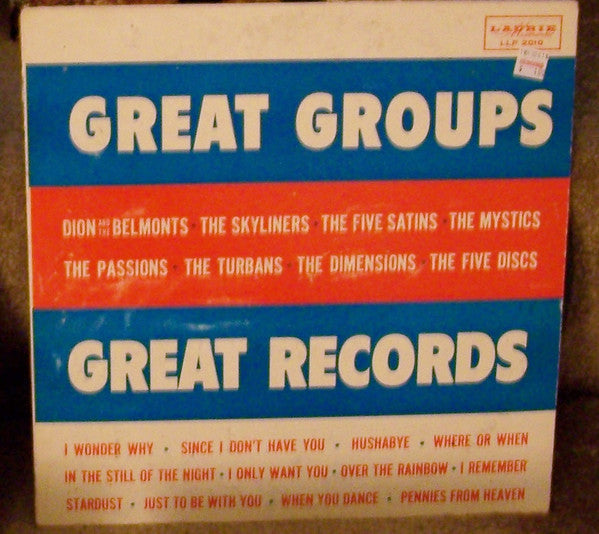 LAURIE
LLP 2010
GREAT GROUPS
DION AND THE BELMONTS · THE SKYLINERS · THE FIVE SATINS · THE MYSTICS
THE PASSIONS · THE TURBANS · THE DIMENSIONS · THE FIVE DISCS
GREAT RECORDS
I WONDER WHY · SINCE I DON'T HAVE YOU · HUSHABYE · WHERE OR WHEN
IN THE STILL OF THE NIGHT · I ONLY WANT YOU · OVER THE RAINBOW · I REMEMBER
STARDUST · JUST TO BE WITH YOU · WHEN YOU DANCE · PENNIES FROM HEAVEN